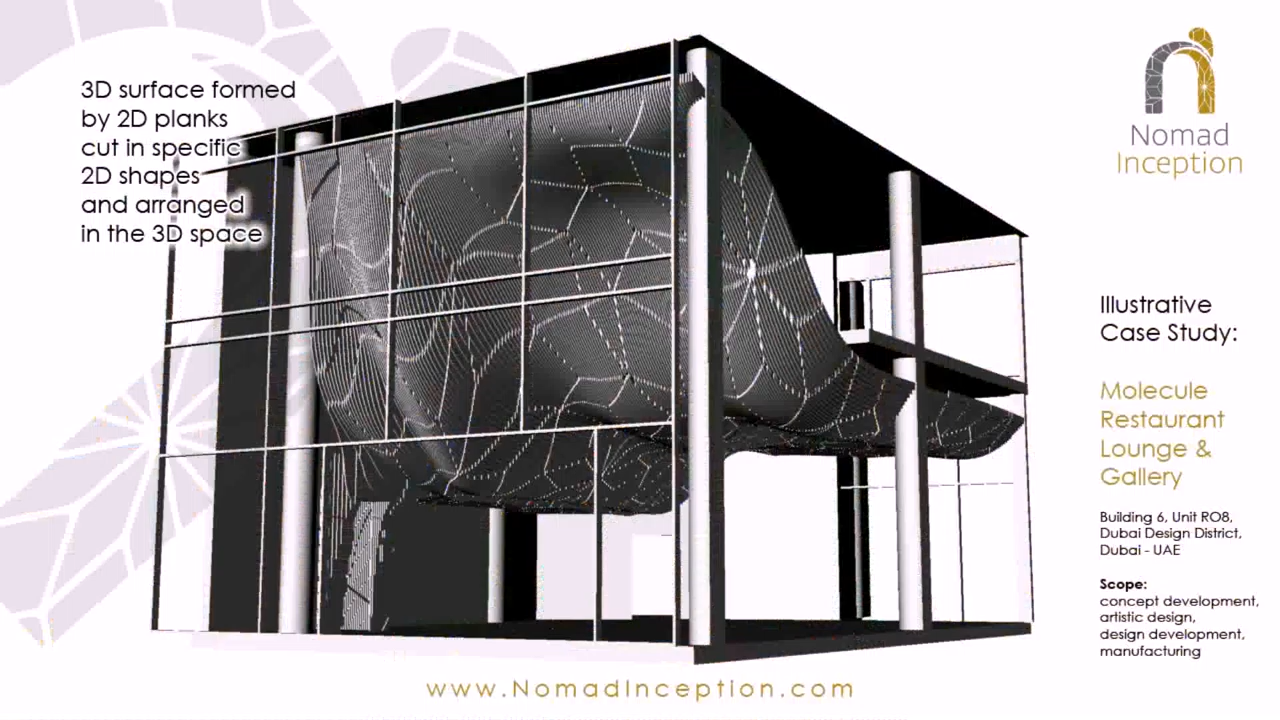 3D surface formed
by 2D planks
cut in specific
2D shapes
and arranged
in the 3D space
Nomad
Inception
Illustrative
Case Study:
Molecule
Restaurant
Lounge &
Gallery
Building 6, Unit RO8,
Dubai Design District,
Dubai - UAE
Scope:
concept development,
artistic design,
design development,
manufacturing
www.NomadInception.com